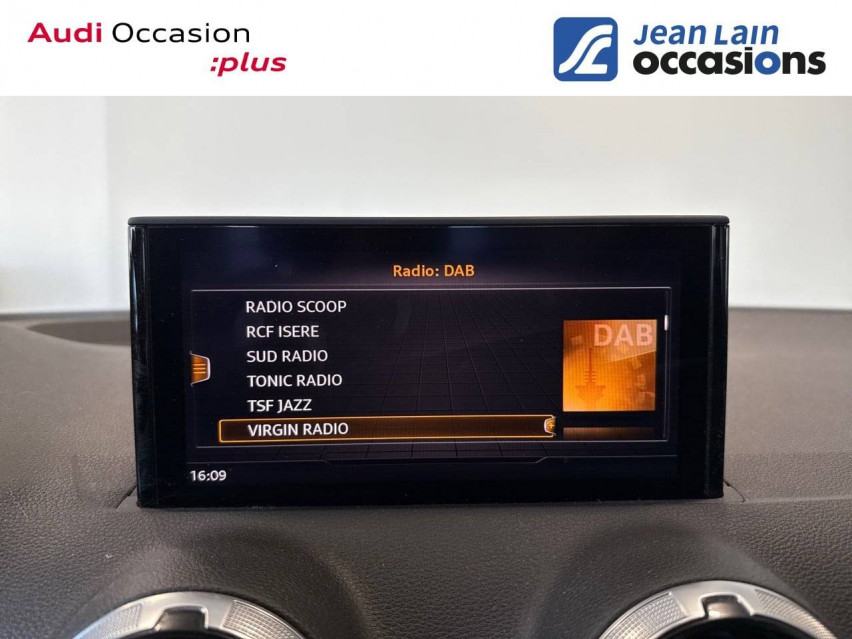 Audi Occasion
:plus
Jean Lain
occasions
Radio: DAB
RADIO SCOOP
RCF ISERE
SUD RADIO
TONIC RADIO
TSF JAZZ
VIRGIN RADIO
DAB
16:09